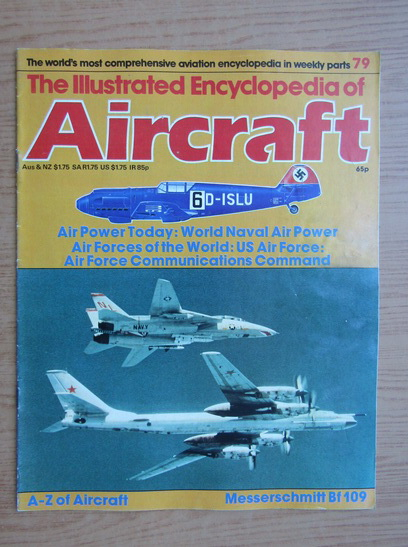 The world's most comprehensive aviation encyclopedia in weekly parts 79
The Illustrated Encyclopedia of
Aircraft
Aus & NZ $1.75 SA R1.75 US $1.75 IR 85p
65p
6 D-ISLU
Air Power Today: World Naval Air Power
Air Forces of the World: US Air Force:
Air Force Communications Command
NAVY
A-Z of Aircraft
Messerschmitt Bf 109